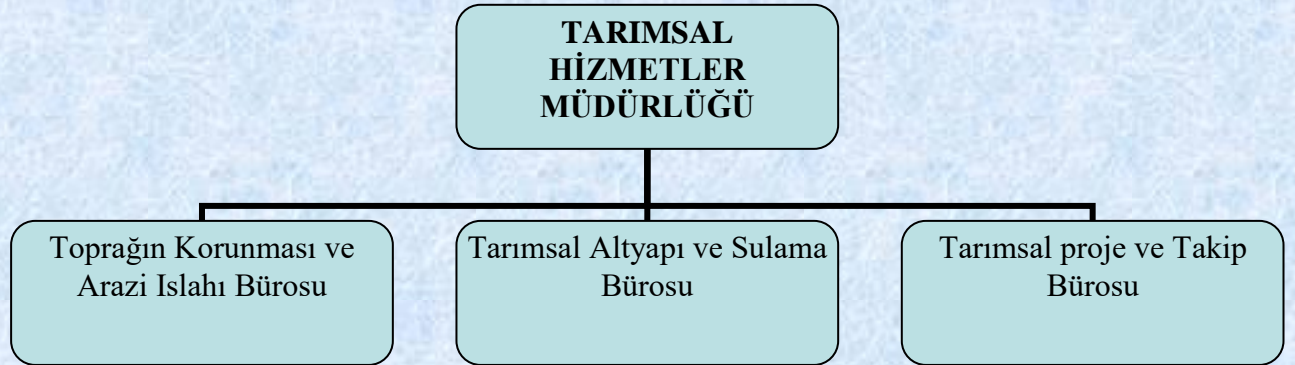 TARIMSAL
HİZMETLER
MÜDÜRLÜĞÜ
Toprağın Korunması ve
Arazi Islahı Bürosu
Tarımsal Altyapı ve Sulama
Bürosu
Tarımsal proje ve Takip
Bürosu